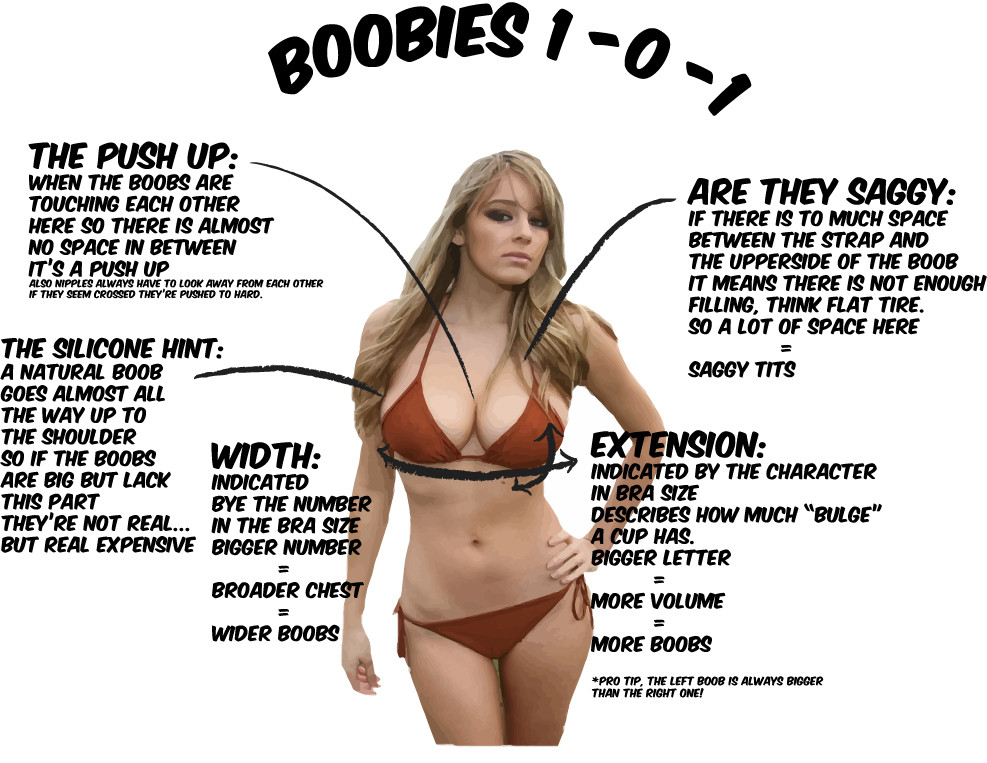 BOOBIES 1-0-1
THE PUSH UP:
WHEN THE BOOBS ARE
TOUCHING EACH OTHER
HERE SO THERE IS ALMOST
NO SPACE IN BETWEEN
IT'S A PUSH UP
ALSO NIPPLES ALWAYS HAVE TO LOOK AWAY FROM EACH OTHER
IF THEY SEEM CROSSED THEY'RE PUSHED TO HARD.
ARE THEY SAGGY:
IF THERE IS TO MUCH SPACE
BETWEEN THE STRAP AND
THE UPPERSIDE OF THE BOOB
IT MEANS THERE IS NOT ENOUGH
FILLING, THINK FLAT TIRE.
SO A LOT OF SPACE HERE
=
SAGGY TITS
THE SILICONE HINT:
A NATURAL BOOB
GOES ALMOST ALL
THE WAY UP TO
THE SHOULDER
SO IF THE BOOBS
ARE BIG BUT LACK
THIS PART
THEY'RE NOT REAL...
BUT REAL EXPENSIVE
WIDTH:
INDICATED
BYE THE NUMBER
IN THE BRA SIZE
BIGGER NUMBER
=
BROADER CHEST
=
WIDER BOOBS
EXTENSION:
INDICATED BY THE CHARACTER
IN BRA SIZE
DESCRIBES HOW MUCH "BULGE"
A CUP HAS.
BIGGER LETTER
=
MORE VOLUME
=
MORE BOOBS
*PRO TIP, THE LEFT BOOB IS ALWAYS BIGGER
THAN THE RIGHT ONE!